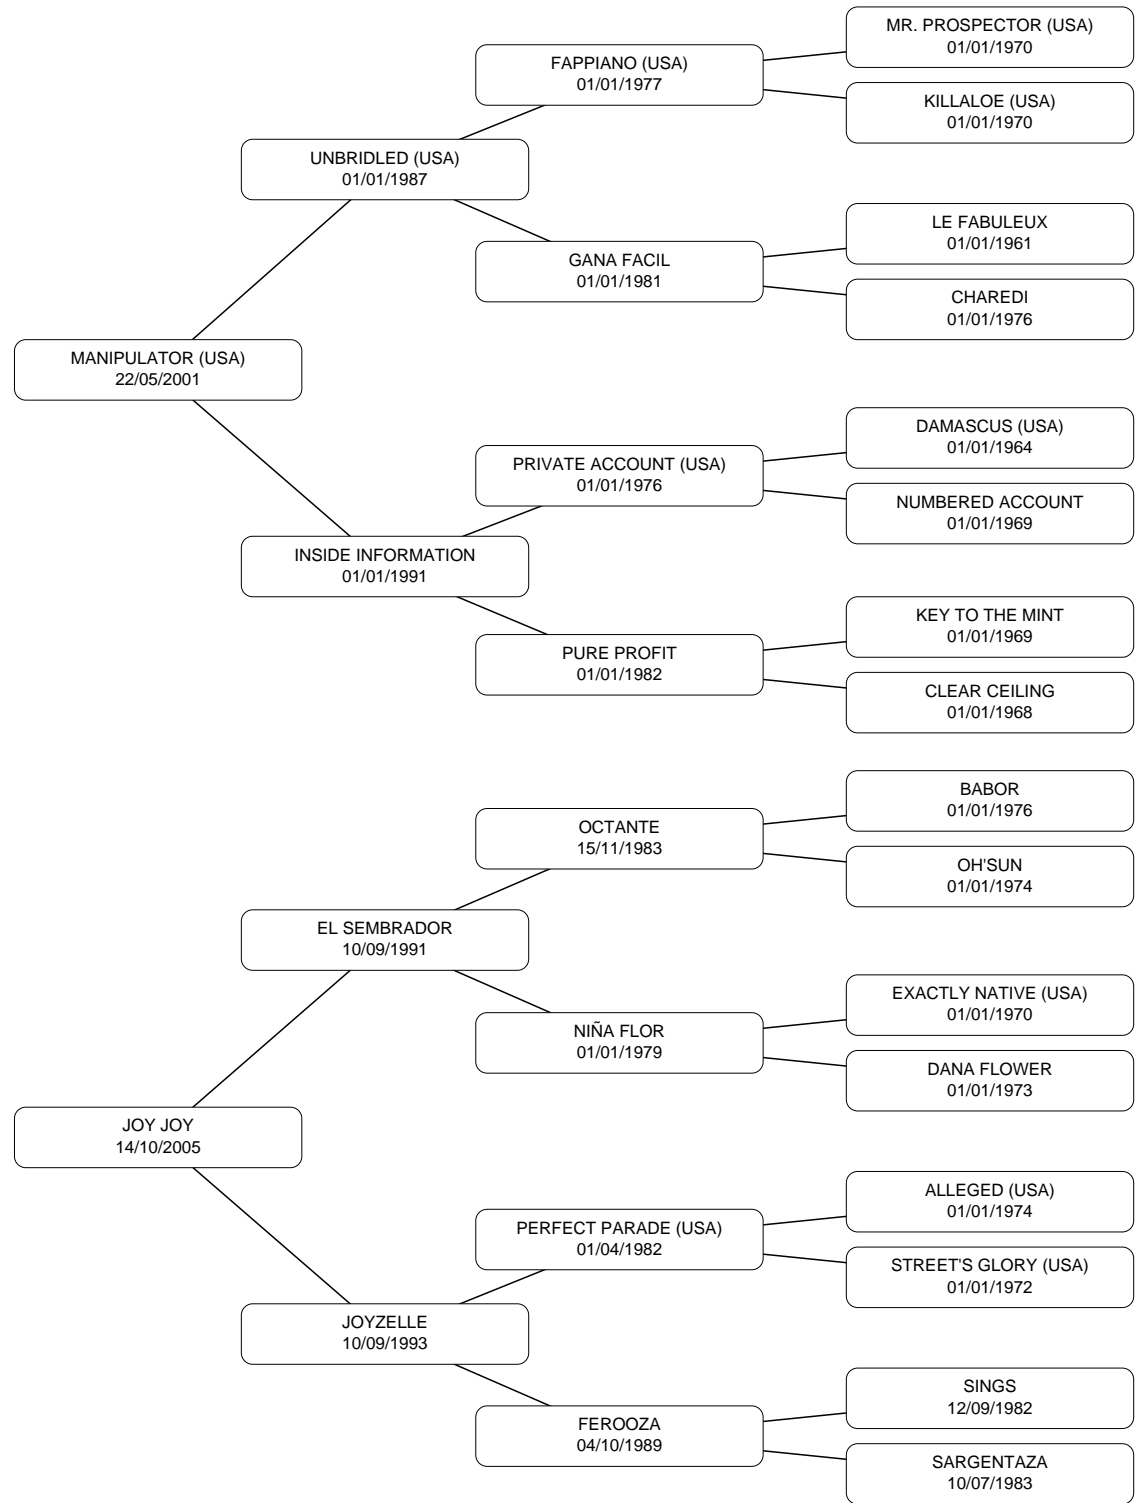 MR. PROSPECTOR (USA)
01/01/1970
FAPPIANO (USA)
01/01/1977
KILLALOE (USA)
01/01/1970
UNBRIDLED (USA)
01/01/1987
LE FABULEUX
01/01/1961
GANA FACIL
01/01/1981
CHAREDI
01/01/1976
MANIPULATOR (USA)
22/05/2001
DAMASCUS (USA)
01/01/1964
PRIVATE ACCOUNT (USA)
01/01/1976
NUMBERED ACCOUNT
01/01/1969
INSIDE INFORMATION
01/01/1991
KEY TO THE MINT
01/01/1969
PURE PROFIT
01/01/1982
CLEAR CEILING
01/01/1968
BABOR
01/01/1976
OCTANTE
15/11/1983
OH'SUN
01/01/1974
EL SEMBRADOR
10/09/1991
EXACTLY NATIVE (USA)
01/01/1970
NIÑA FLOR
01/01/1979
DANA FLOWER
01/01/1973
JOY JOY
14/10/2005
ALLEGED (USA)
01/01/1974
PERFECT PARADE (USA)
01/04/1982
STREET'S GLORY (USA)
01/01/1972
JOYZELLE
10/09/1993
SINGS
12/09/1982
FEROOZA
04/10/1989
SARGENTAZA
10/07/1983